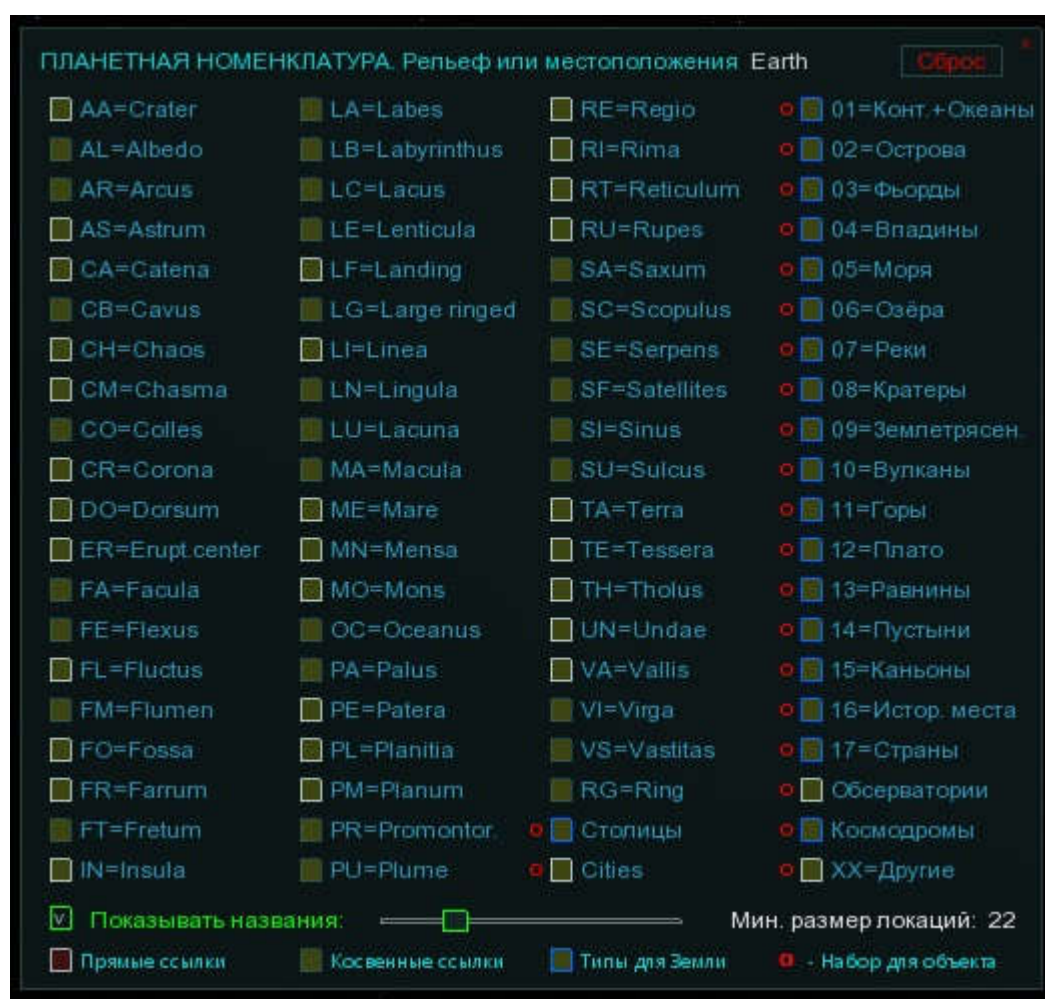 ПЛАНЕТНАЯ НОМЕНКЛАТУРА. Рельеф или местоположения Earth Сброс x
AA=Crater LA=Labes RE=Regio 01=Конт.+Океаны
AL=Albedo LB=Labyrinthus RI=Rima 02=Острова
AR=Arcus LC=Lacus RT=Reticulum 03=Фьорды
AS=Astrum LE=Lenticula RU=Rupes 04=Впадины
CA=Catena LF=Landing SA=Saxum 05=Моря
CB=Cavus LG=Large ringed SC=Scopulus 06=Озёра
CH=Chaos LI=Linea SE=Serpens 07=Реки
CM=Chasma LN=Lingula SF=Satellites 08=Кратеры
CO=Colles LU=Lacuna SI=Sinus 09=Землетрясен.
CR=Corona MA=Macula SU=Sulcus 10=Вулканы
DO=Dorsum ME=Mare TA=Terra 11=Горы
ER=Erupt.center MN=Mensa TE=Tessera 12=Плато
FA=Facula MO=Mons TH=Tholus 13=Равнины
FE=Flexus OC=Oceanus UN=Undae 14=Пустыни
FL=Fluctus PA=Palus VA=Vallis 15=Каньоны
FM=Flumen PE=Patera VI=Virga 16=Истор. места
FO=Fossa PL=Planitia VS=Vastitas 17=Страны
FR=Farrum PM=Planum RG=Ring Обсерватории
FT=Fretum PR=Promontor. Столицы Космодромы
IN=Insula PU=Plume Cities XX=Другие
V Показывать названия: Мин. размер локаций: 22
Прямые ссылки Косвенные ссылки Типы для Земли - Набор для объекта